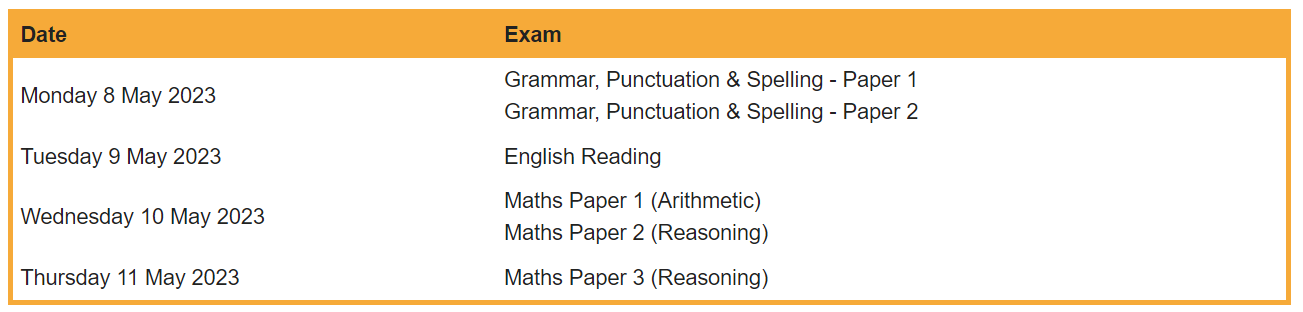 Date Exam
Monday 8 May 2023
Grammar, Punctuation & Spelling - Paper 1
Grammar, Punctuation & Spelling - Paper 2
Tuesday 9 May 2023 English Reading
Wednesday 10 May 2023
Maths Paper 1 (Arithmetic)
Maths Paper 2 (Reasoning)
Thursday 11 May 2023 Maths Paper 3 (Reasoning)